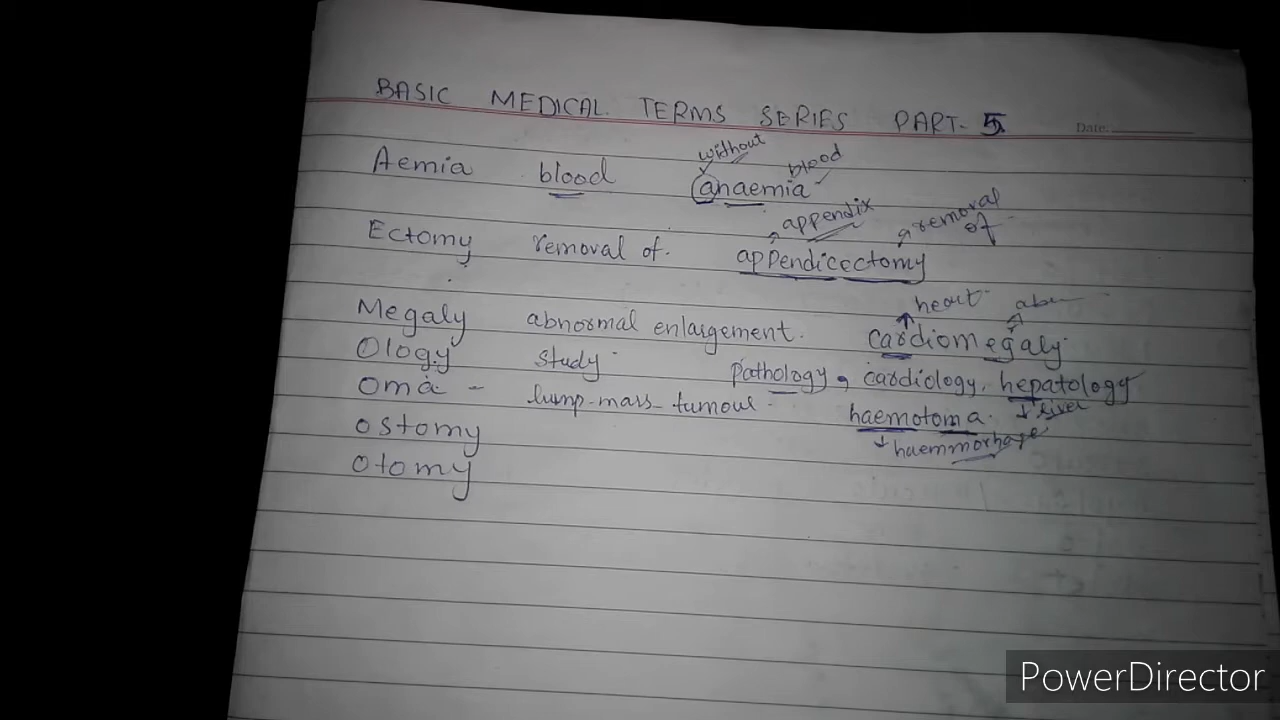 BASIC MEDICAL TERMS SERIES PART-5
Date:
without blood
Aemia blood anaemia
appendix removal of
Ectomy removal of. appendicectomy
heart abn
Megaly abnormal enlargement. cardiomegaly
Ology study pathology, cardiology, hepatology
liver
oma - lump-mass-tumour haemotoma.
haemmorhage
ostomy
otomy
PowerDirector